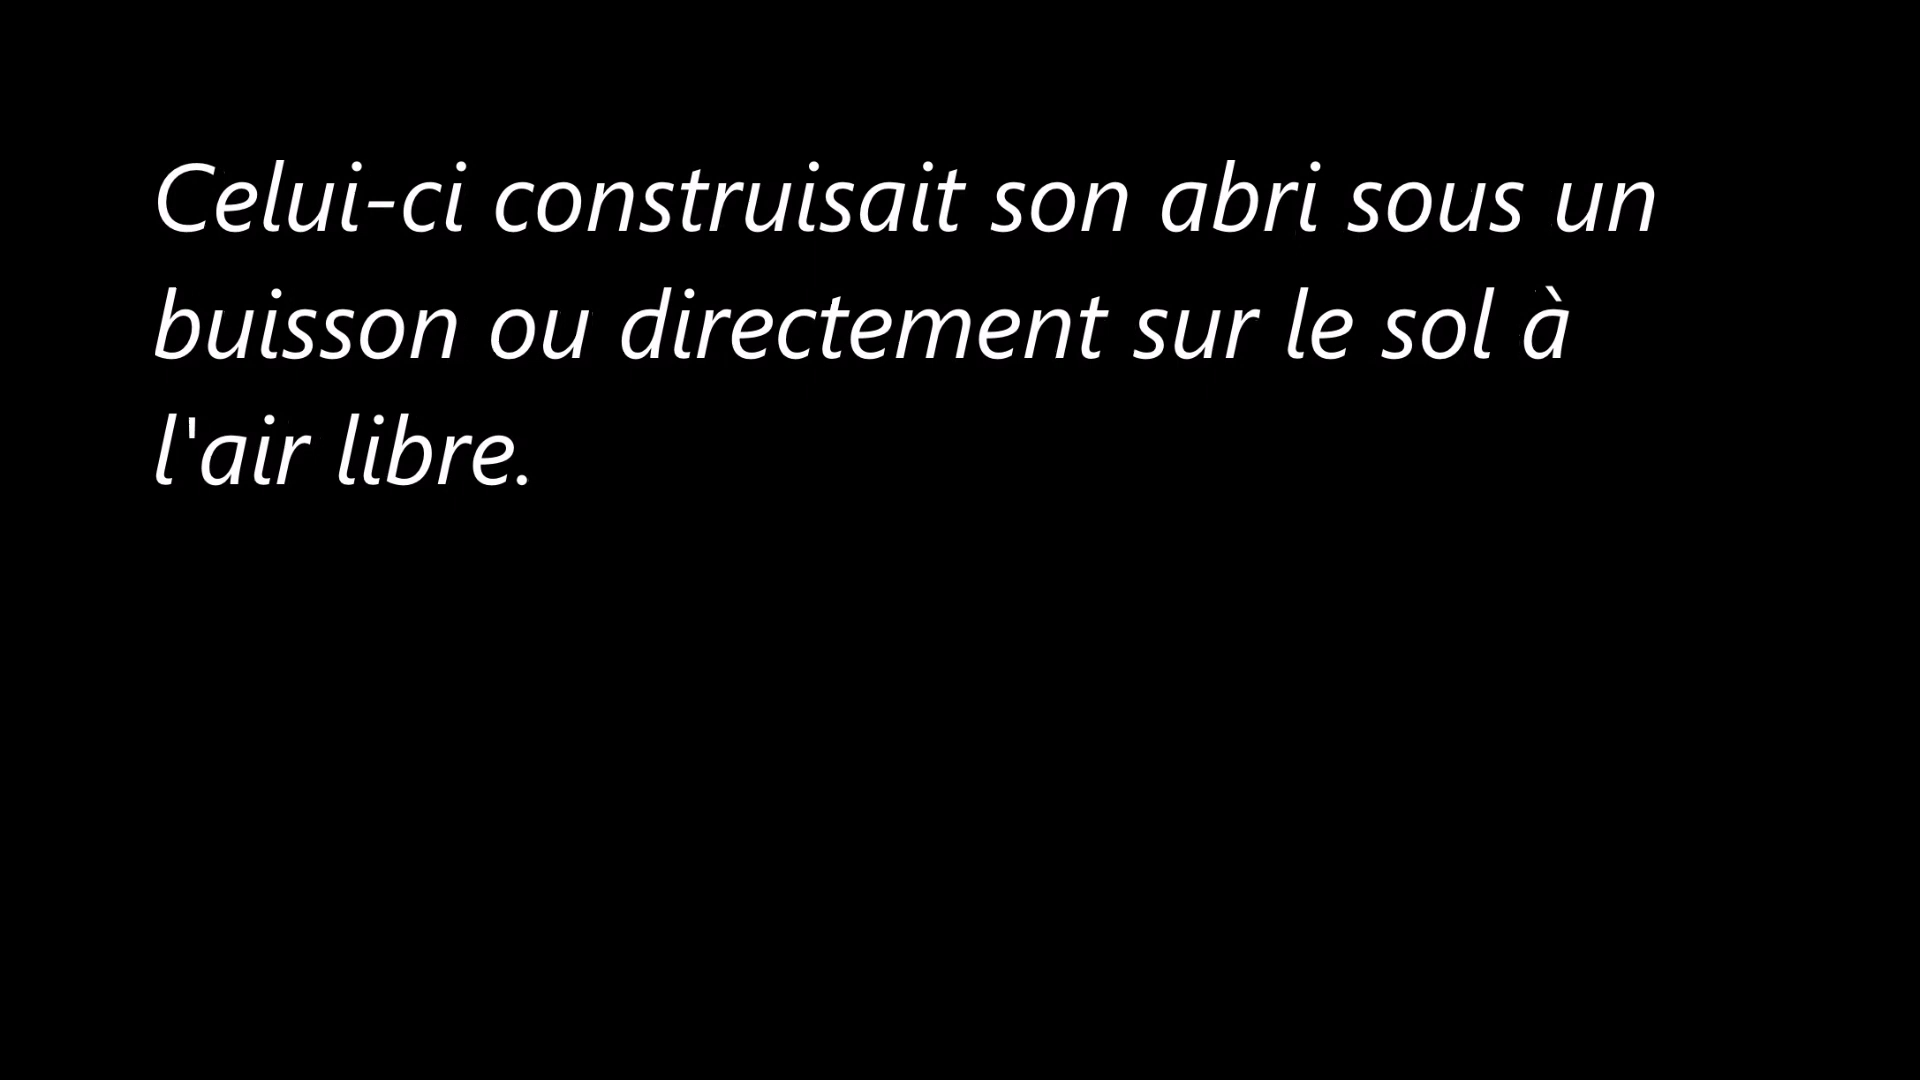 Celui-ci construisait son abri sous un
buisson ou directement sur le sol à
l'air libre.